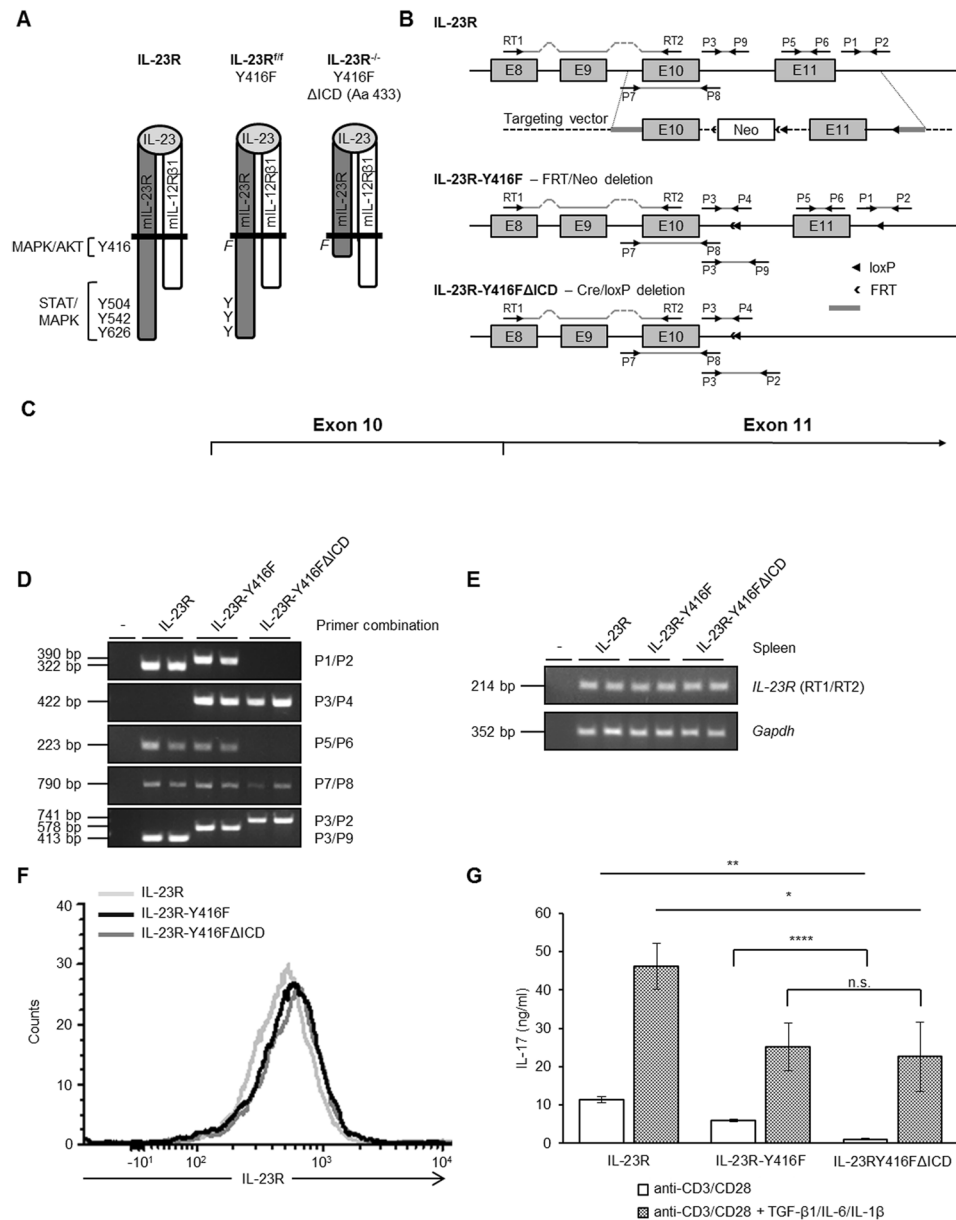 A
IL-23R
IL-23Rf/f
Y416F
IL-23R-/-
Y416F
ΔICD (Aa 433)
IL-23
IL-23
IL-23
mIL-23R
mIL-12Rβ1
mIL-23R
mIL-12Rβ1
mIL-23R
mIL-12Rβ1
MAPK/AKT
Y416
F
F
STAT/
MAPK
Y504
Y542
Y626
Y
Y
Y
B
IL-23R
RT1
RT2
P3
P9
P5
P6
P1
P2
E8
E9
E10
E11
P7
P8
Targeting vector
E10
Neo
E11
IL-23R-Y416F – FRT/Neo deletion
RT1
RT2
P3
P4
P5
P6
P1
P2
E8
E9
E10
E11
P7
P8
P3
P9
loxP
FRT
IL-23R-Y416FΔICD – Cre/loxP deletion
RT1
RT2
P3
P4
E8
E9
E10
P7
P8
P3
P2
C
Exon 10
Exon 11
D
-
IL-23R
IL-23R-Y416F
IL-23R-Y416FΔICD
Primer combination
390 bp
322 bp
P1/P2
422 bp
P3/P4
223 bp
P5/P6
790 bp
P7/P8
741 bp
578 bp
413 bp
P3/P2
P3/P9
E
-
IL-23R
IL-23R-Y416F
IL-23R-Y416FΔICD
Spleen
214 bp
IL-23R (RT1/RT2)
352 bp
Gapdh
F
IL-23R
IL-23R-Y416F
IL-23R-Y416FΔICD
40
30
20
10
0
Counts
-10¹
10²
10³
10⁴
IL-23R
G
**
*
****
n.s.
60
50
40
30
20
10
0
IL-17 (ng/ml)
IL-23R
IL-23R-Y416F
IL-23RY416FΔICD
anti-CD3/CD28
anti-CD3/CD28 + TGF-β1/IL-6/IL-1β